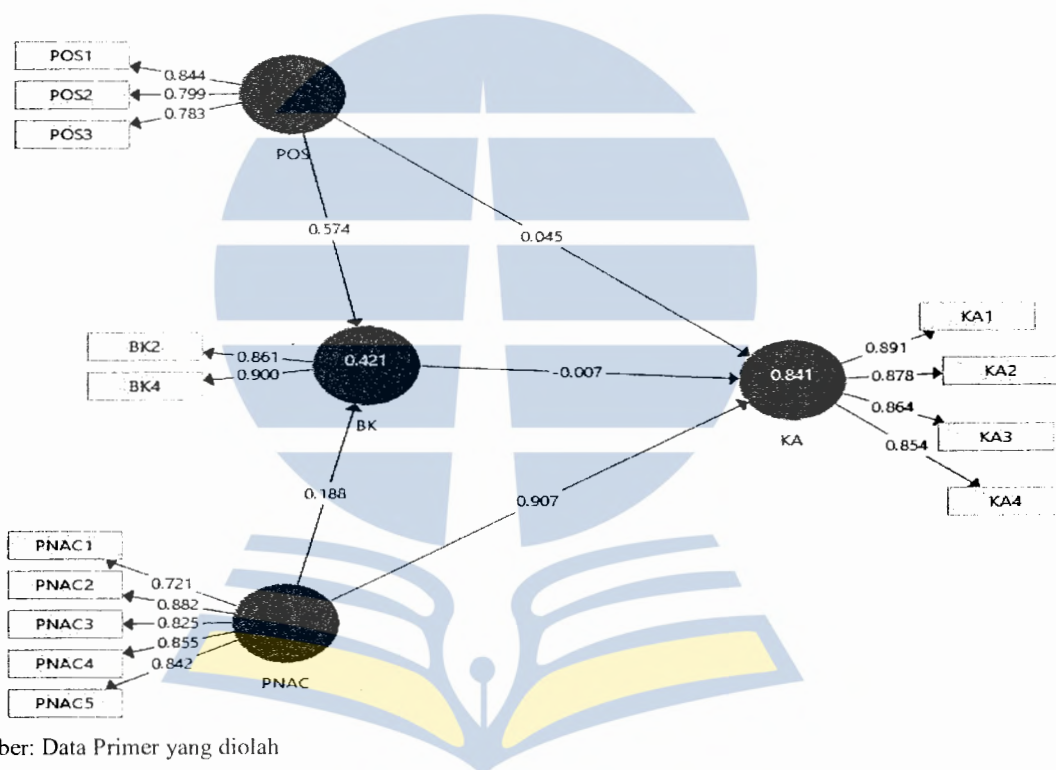 POS1
0.844
POS2
0.799
POS3
0.783
POS
0.574
0.045
BK2
0.861
BK4
0.900
0.421
BK
-0.007
0.841
KA
KA1
0.891
KA2
0.878
KA3
0.864
KA4
0.854
0.188
0.907
PNAC1
0.721
PNAC2
0.882
PNAC3
0.825
PNAC4
0.855
PNAC5
0.842
PNAC
ber: Data Primer yang diolah